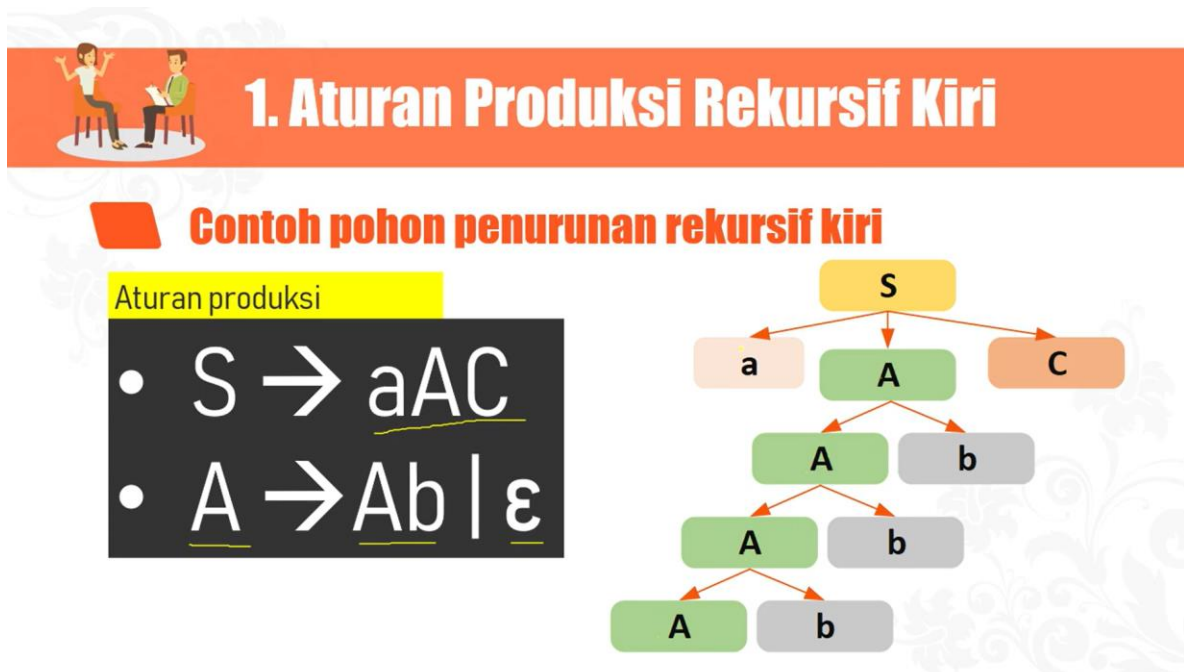 1. Aturan Produksi Rekursif Kiri
Contoh pohon penurunan rekursif kiri
Aturan produksi
• S → aAC
• A → Ab | ε
S
a A C
A b
A b
A b